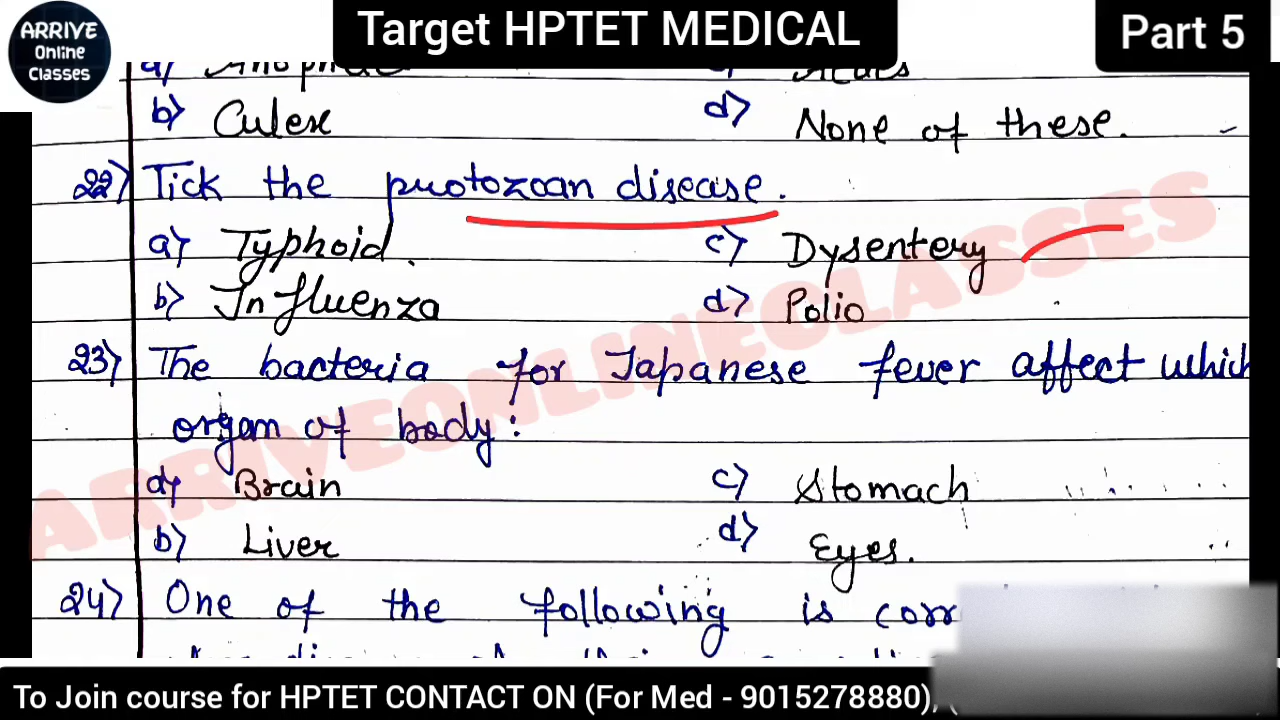 ARRIVE
Online
Classes
Target HPTET MEDICAL
Part 5
b) Culex
d) None of these.
22) Tick the protozoan disease.
a) Typhoid.
c) Dysentery
b) Influenza
d) Polio
23) The bacteria for Japanese fever affect which
organ of body:
a) Brain
c) Stomach
b) Liver
d) Eyes.
24) One of the following is corr
ARRIVEONLINECLASSES
To Join course for HPTET CONTACT ON (For Med - 9015278880), (